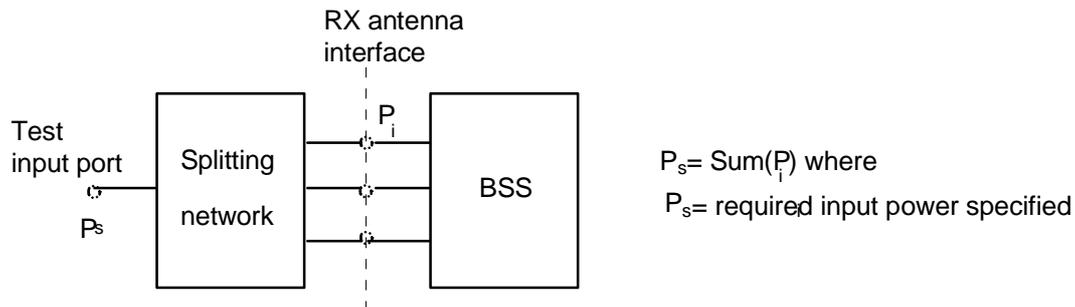 RX antenna
interface
Test
input port
Ps
Splitting
network
Pi
BSS
Ps= Sum(Pi) where
Ps= required input power specified